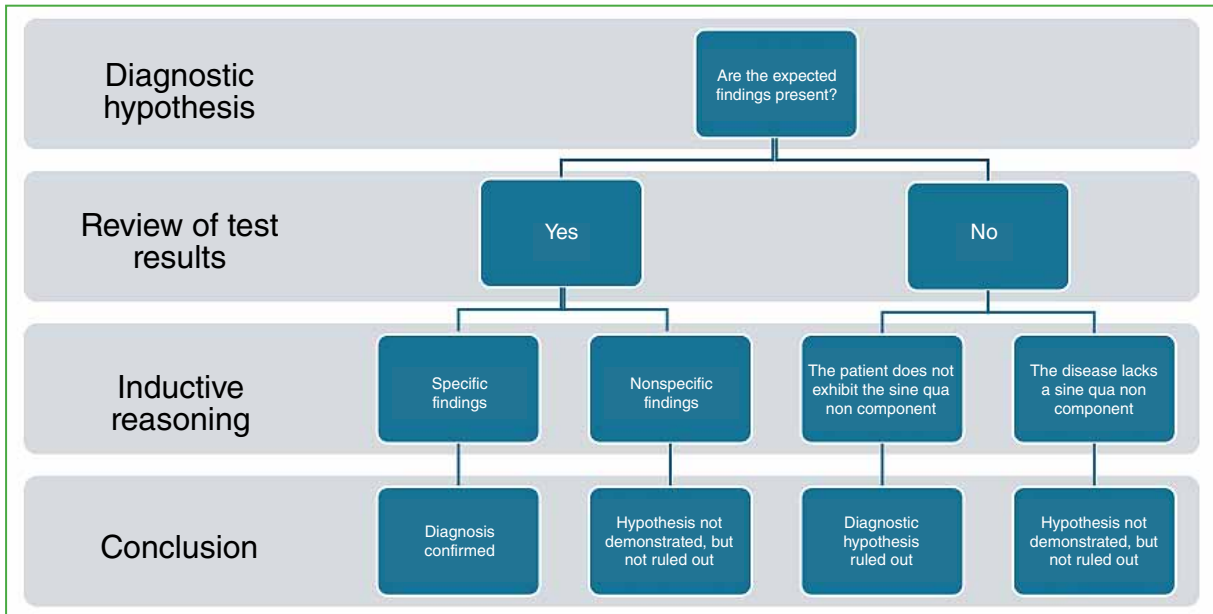 Diagnostic
hypothesis
Are the expected
findings present?
Review of test
results
Yes
No
Inductive
reasoning
Specific
findings
Nonspecific
findings
The patient does not
exhibit the sine qua
non component
The disease lacks
a sine qua non
component
Conclusion
Diagnosis
confirmed
Hypothesis not
demonstrated, but
not ruled out
Diagnostic
hypothesis
ruled out
Hypothesis not
demonstrated, but
not ruled out